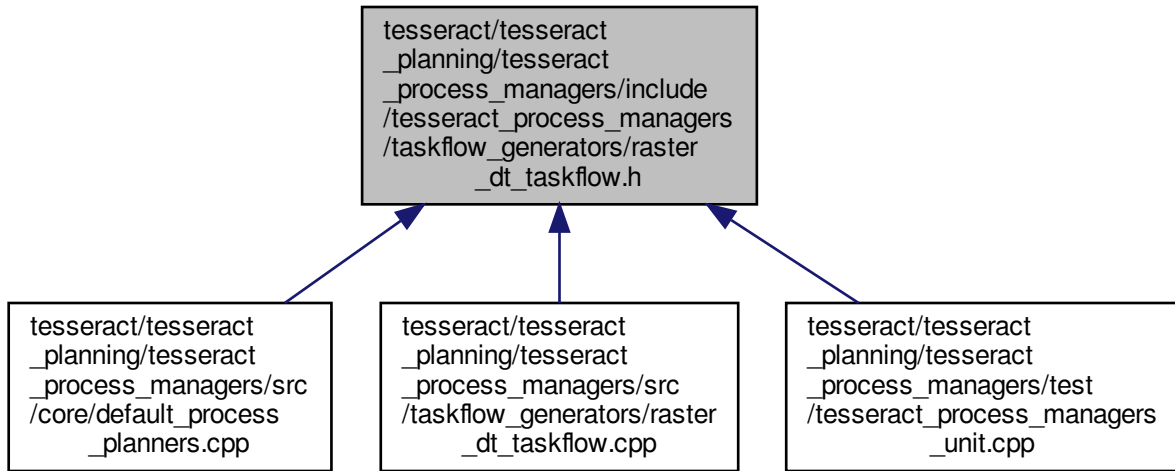 tesseract/tesseract
_planning/tesseract
_process_managers/include
/tesseract_process_managers
/taskflow_generators/raster
_dt_taskflow.h
tesseract/tesseract
_planning/tesseract
_process_managers/src
/core/default_process
_planners.cpp
tesseract/tesseract
_planning/tesseract
_process_managers/src
/taskflow_generators/raster
_dt_taskflow.cpp
tesseract/tesseract
_planning/tesseract
_process_managers/test
/tesseract_process_managers
_unit.cpp